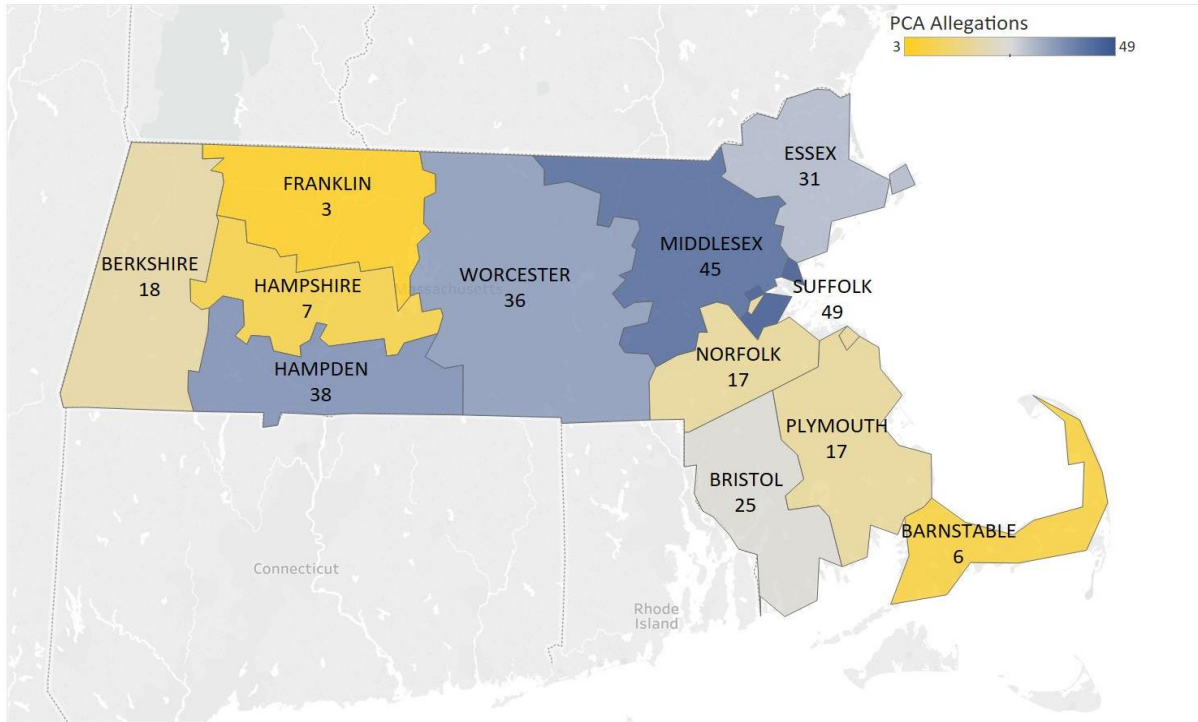 PCA Allegations
3 49
ESSEX
31
FRANKLIN
3
MIDDLESEX
45
BERKSHIRE
18
WORCESTER
36
HAMPSHIRE
7
Massachusetts
SUFFOLK
49
NORFOLK
17
HAMPDEN
38
PLYMOUTH
17
BRISTOL
25
BARNSTABLE
6
Connecticut
Rhode
Island